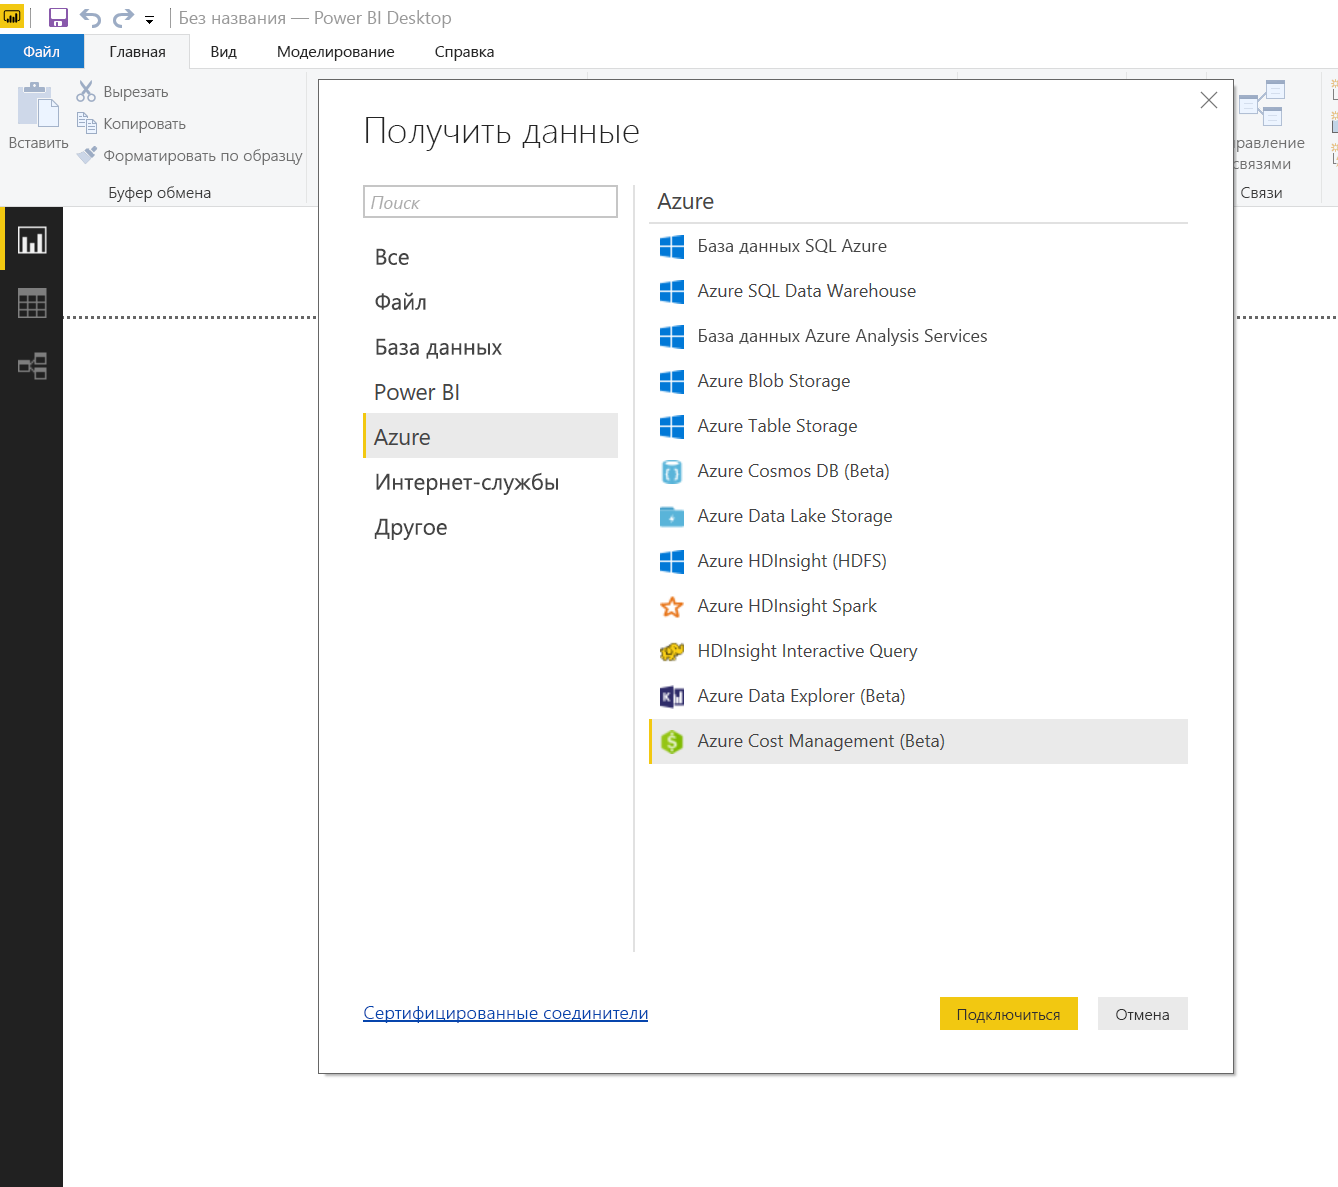 Без названия — Power BI Desktop
Файл
Главная
Вид
Моделирование
Справка
Вставить
Вырезать
Копировать
Форматировать по образцу
Буфер обмена
связями
Связи
Получить данные
Поиск
Все
Файл
База данных
Power BI
Azure
Интернет-службы
Другое
Azure
База данных SQL Azure
Azure SQL Data Warehouse
База данных Azure Analysis Services
Azure Blob Storage
Azure Table Storage
Azure Cosmos DB (Beta)
Azure Data Lake Storage
Azure HDInsight (HDFS)
Azure HDInsight Spark
HDInsight Interactive Query
Azure Data Explorer (Beta)
Azure Cost Management (Beta)
Сертифицированные соединители
Подключиться
Отмена